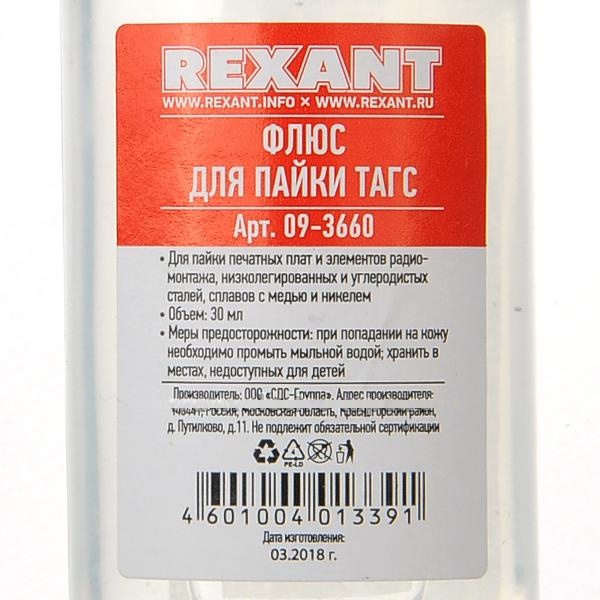 REXANT
WWW.REXANT.INFO × WWW.REXANT.RU
ФЛЮС
ДЛЯ ПАЙКИ ТАГС
Арт. 09-3660
• Для пайки печатных плат и элементов радио-
монтажа, низколегированных и углеродистых
сталей, сплавов с медью и никелем
• Объем: 30 мл
• Меры предосторожности: при попадании на кожу
необходимо промыть мыльной водой; хранить в
местах, недоступных для детей
Производитель: ООО «СДС-Группа». Адрес производителя:
143441, Россия, Московская область, Красногорский район,
д. Путилково, д.11. Не подлежит обязательной сертификации
4
PE-LD
4 601004 013391
Дата изготовления:
03.2018 г.